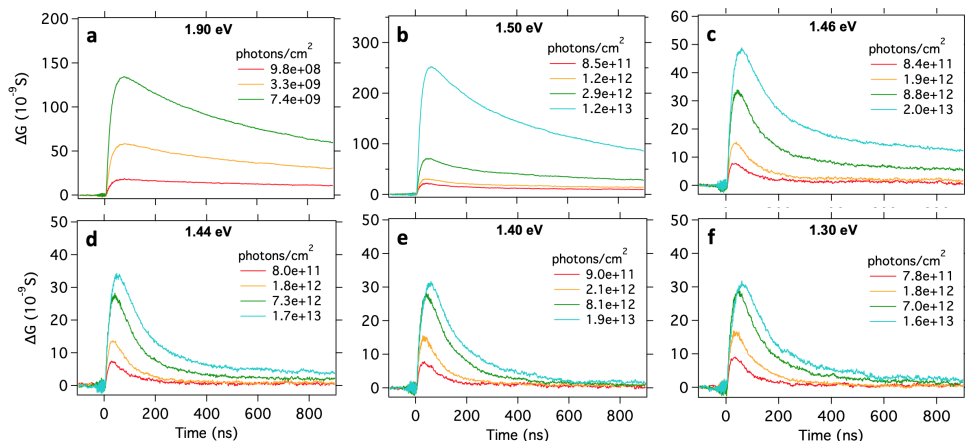 a
1.90 eV
photons/cm²
9.8e+08
3.3e+09
7.4e+09
200
150
100
50
0
ΔG (10⁻⁹S)
b
1.50 eV
photons/cm²
8.5e+11
1.2e+12
2.9e+12
1.2e+13
300
200
100
0
c
1.46 eV
photons/cm²
8.4e+11
1.9e+12
8.8e+12
2.0e+13
60
50
40
30
20
10
0
d
1.44 eV
photons/cm²
8.0e+11
1.8e+12
7.3e+12
1.7e+13
50
40
30
20
10
0
ΔG (10⁻⁹S)
0 200 400 600 800
Time (ns)
e
1.40 eV
photons/cm²
9.0e+11
2.1e+12
8.1e+12
1.9e+13
50
40
30
20
10
0
0 200 400 600 800
Time (ns)
f
1.30 eV
photons/cm²
7.8e+11
1.8e+12
7.0e+12
1.6e+13
50
40
30
20
10
0
0 200 400 600 800
Time (ns)